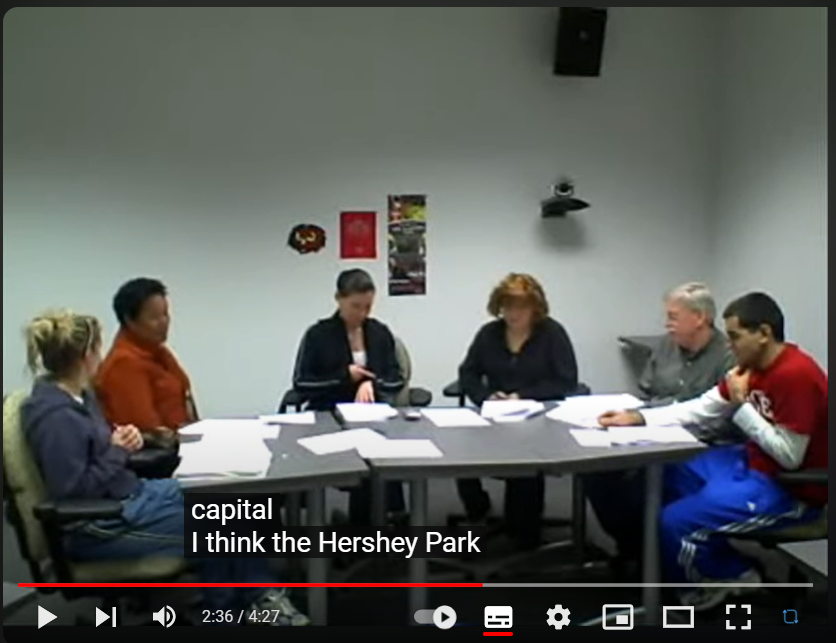 capital
I think the Hershey Park
2:36 / 4:27